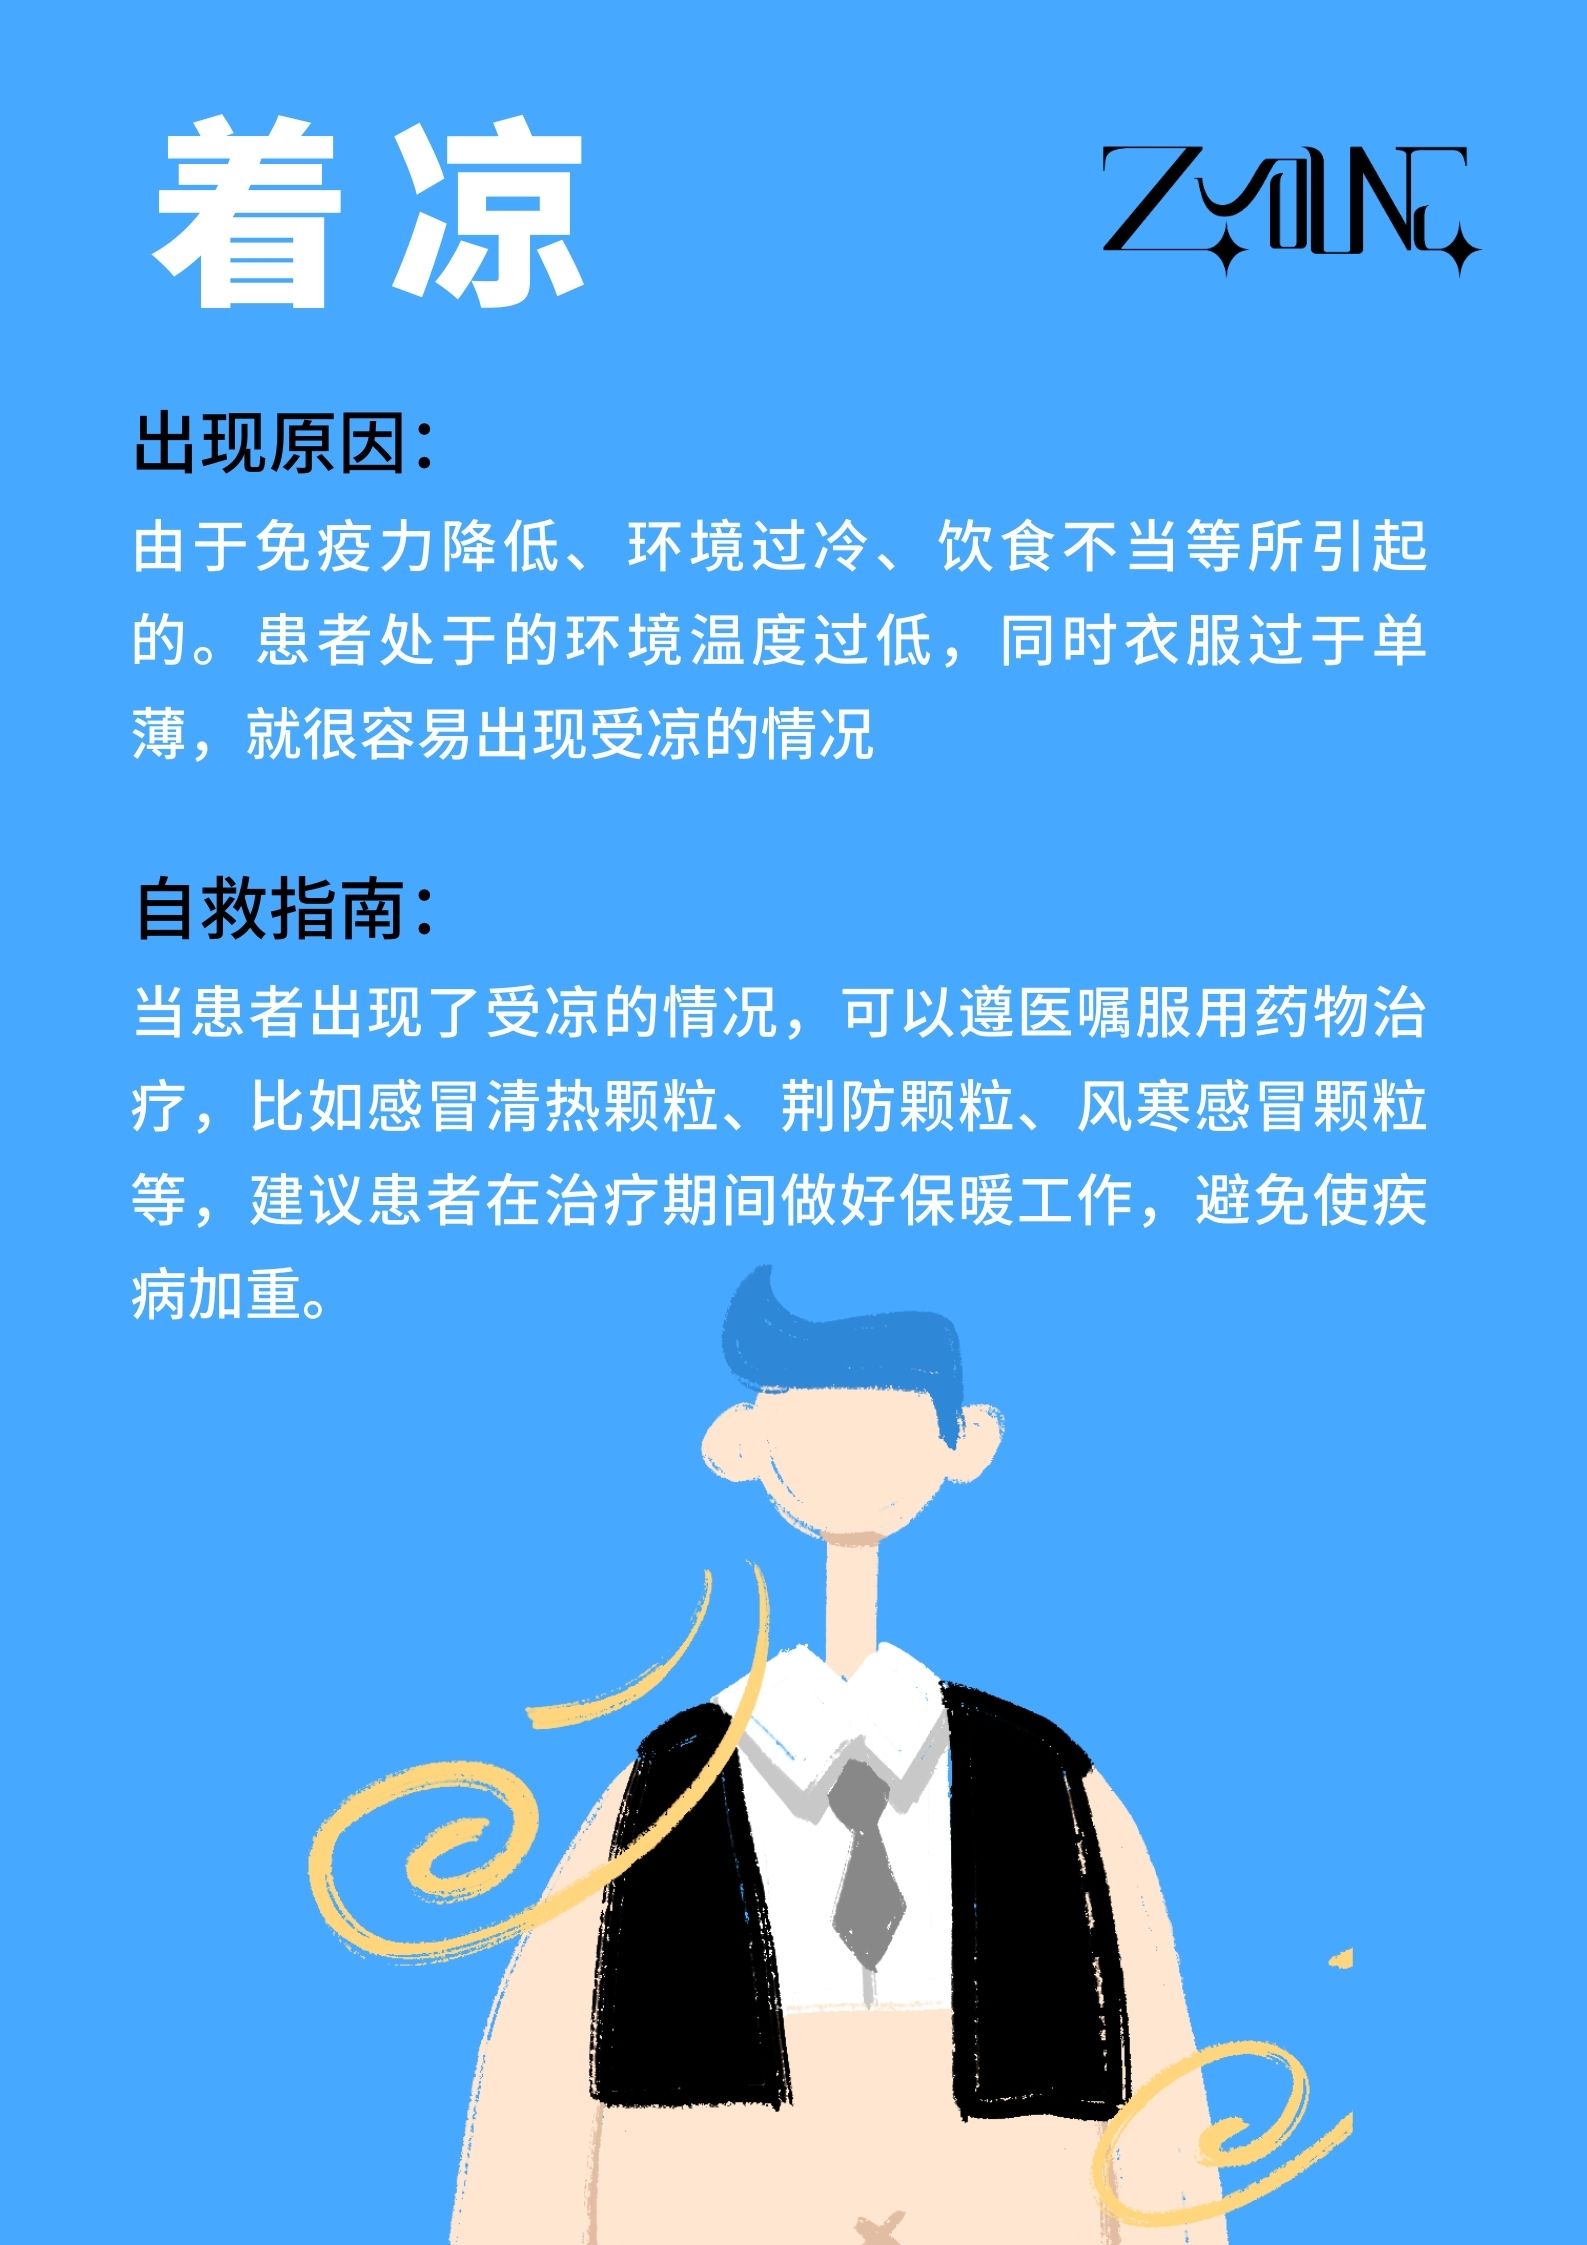 着凉
出现原因：
由于免疫力降低、环境过冷、饮食不当等所引起
的。患者处于的环境温度过低，同时衣服过于单
薄，就很容易出现受凉的情况
自救指南：
当患者出现了受凉的情况，可以遵医嘱服用药物治
疗，比如感冒清热颗粒、荆防颗粒、风寒感冒颗粒
等，建议患者在治疗期间做好保暖工作，避免使疾
病加重。